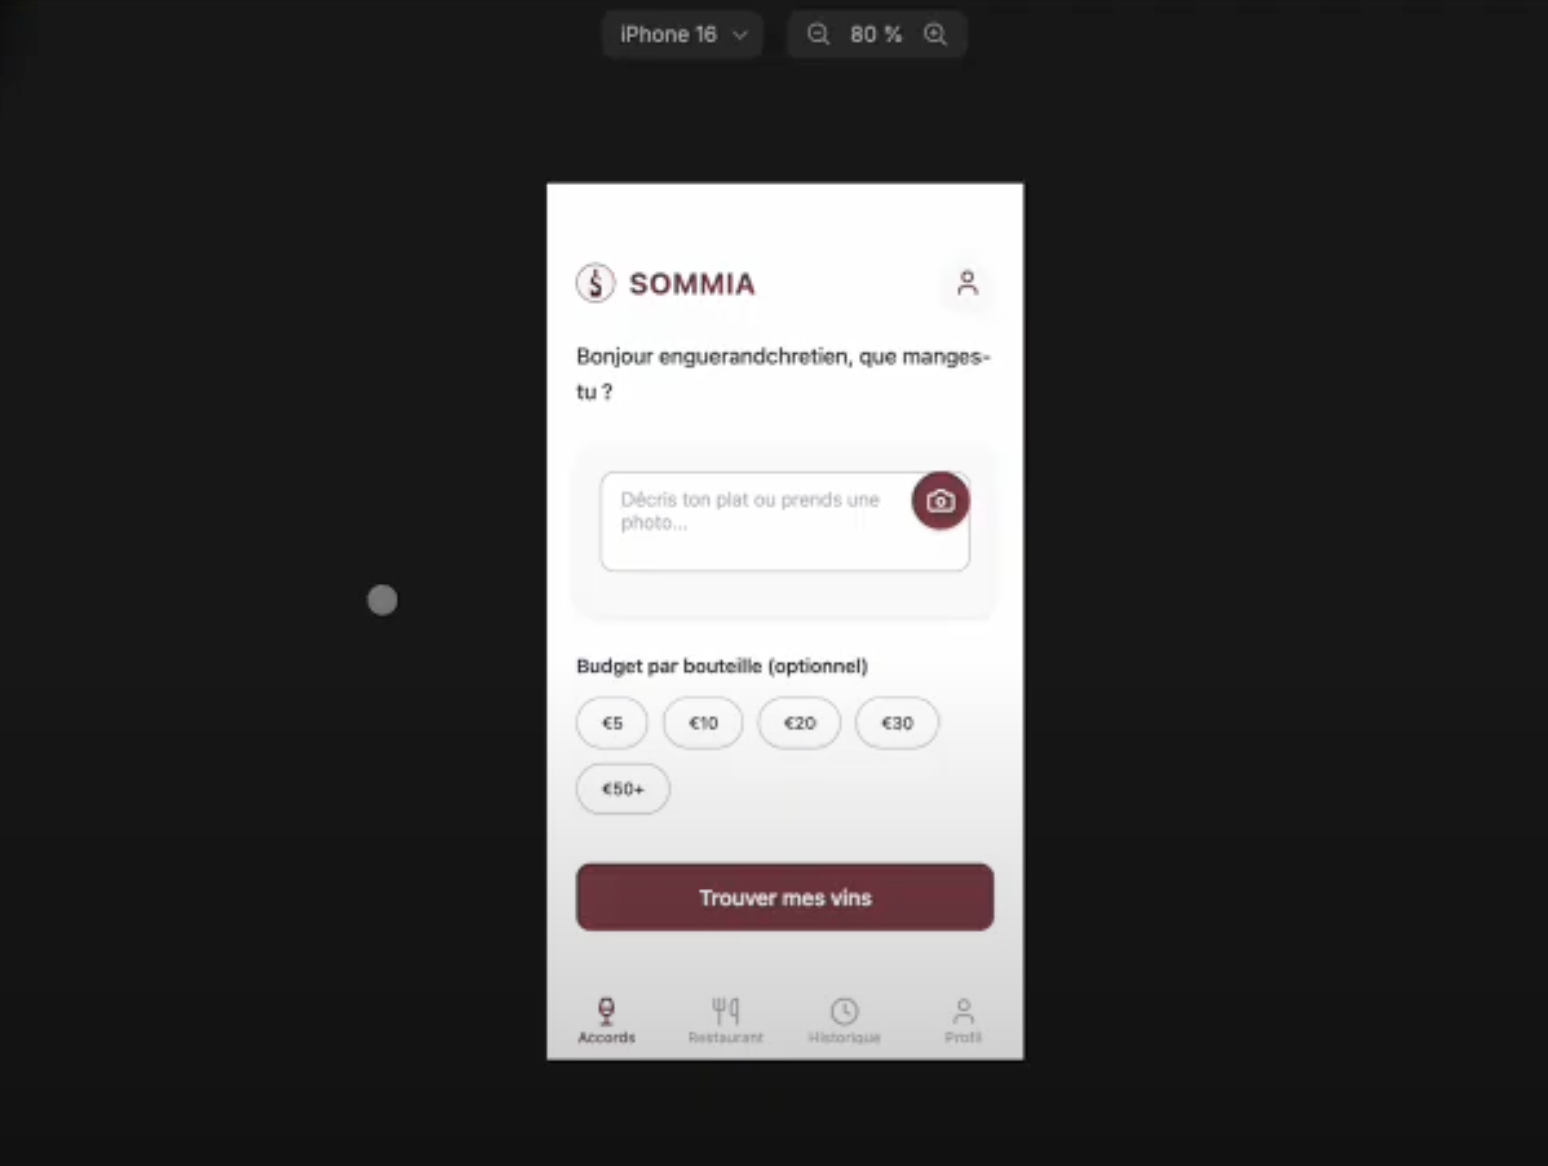 iPhone 16
80 %
SOMMIA
Bonjour enguerandchretien, que manges-
tu ?
Décris ton plat ou prends une
photo...
Budget par bouteille (optionnel)
€5 €10 €20 €30
€50+
Trouver mes vins
Accords Restaurant Historique Profil